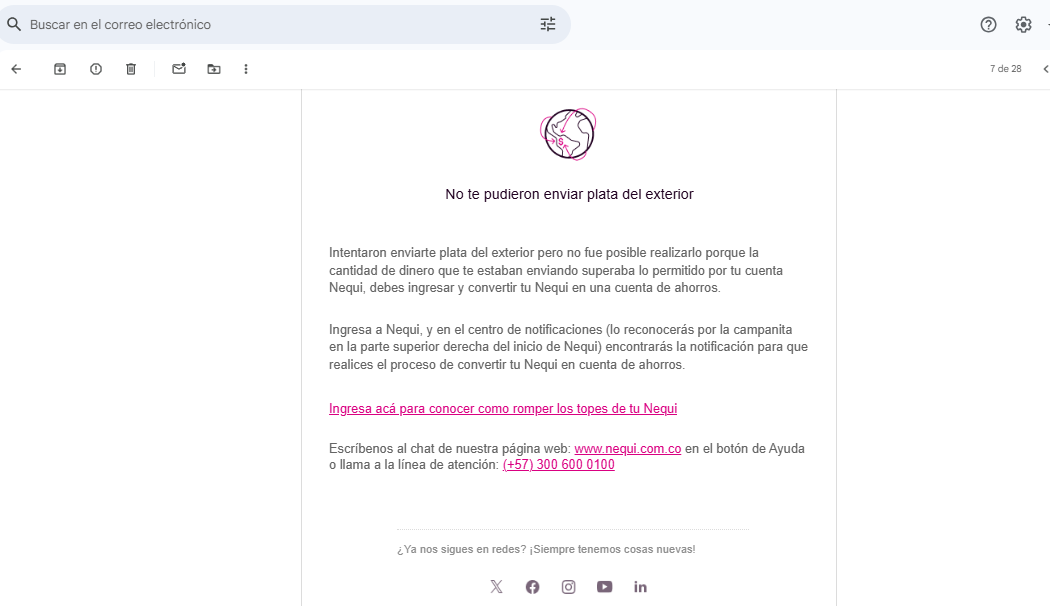 Buscar en el correo electrónico
7 de 28
$
No te pudieron enviar plata del exterior
Intentaron enviarte plata del exterior pero no fue posible realizarlo porque la
cantidad de dinero que te estaban enviando superaba lo permitido por tu cuenta
Nequi, debes ingresar y convertir tu Nequi en una cuenta de ahorros.
Ingresa a Nequi, y en el centro de notificaciones (lo reconocerás por la campanita
en la parte superior derecha del inicio de Nequi) encontrarás la notificación para que
realices el proceso de convertir tu Nequi en cuenta de ahorros.
Ingresa acá para conocer como romper los topes de tu Nequi
Escríbenos al chat de nuestra página web: www.nequi.com.co en el botón de Ayuda
o llama a la línea de atención: (+57) 300 600 0100
¿Ya nos sigues en redes? ¡Siempre tenemos cosas nuevas!